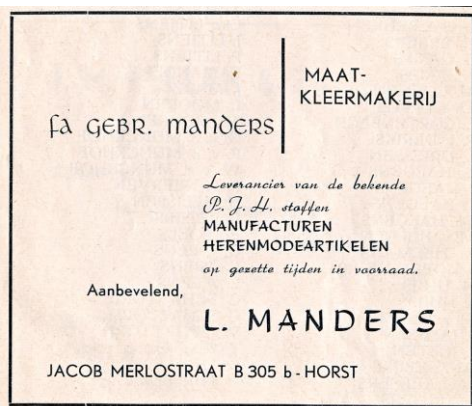 MAAT-
KLEERMAKERIJ
fa GEBR. manders
Leverancier van de bekende
P. J. H. stoffen
MANUFACTUREN
HERENMODEARTIKELEN
op gezette tijden in voorraad.
Aanbevelend,
L. MANDERS
JACOB MERLOSTRAAT B 305 b - HORST